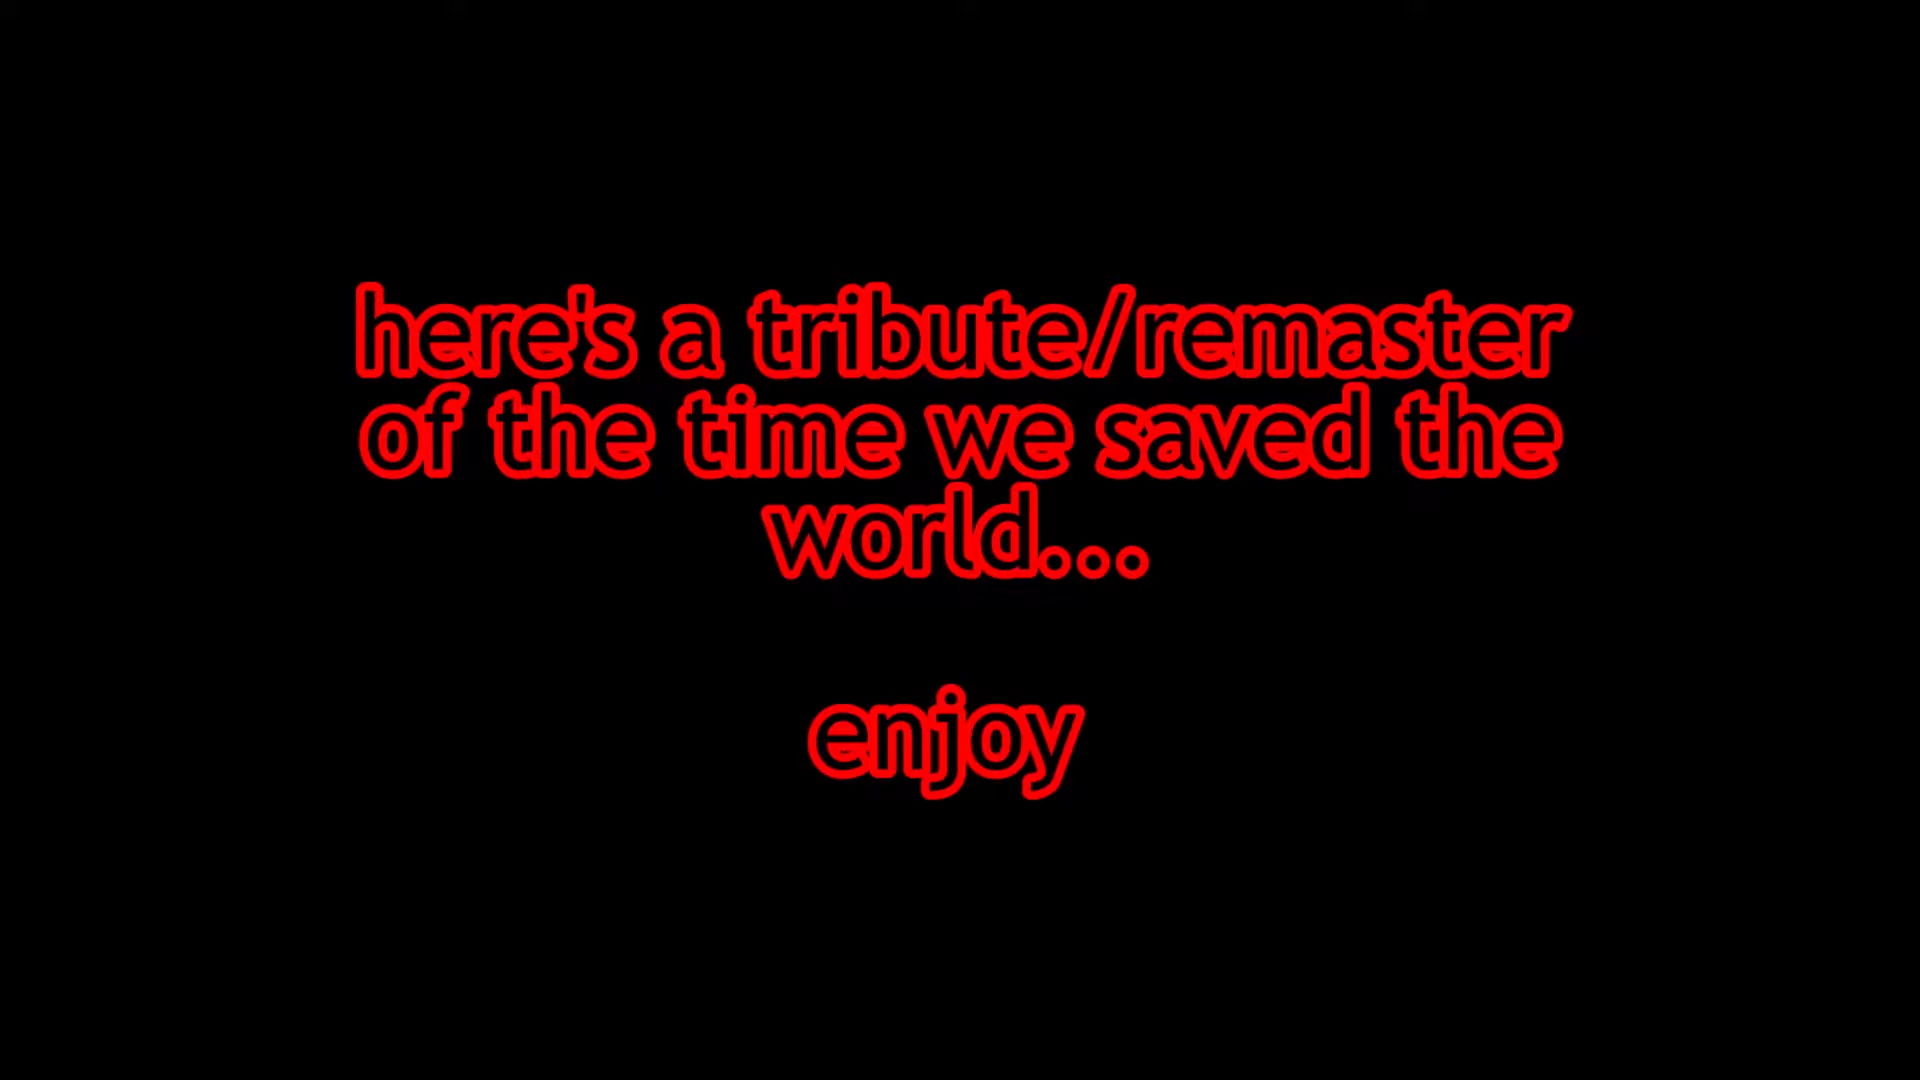 here's a tribute/remaster
of the time we saved the
world...
enjoy